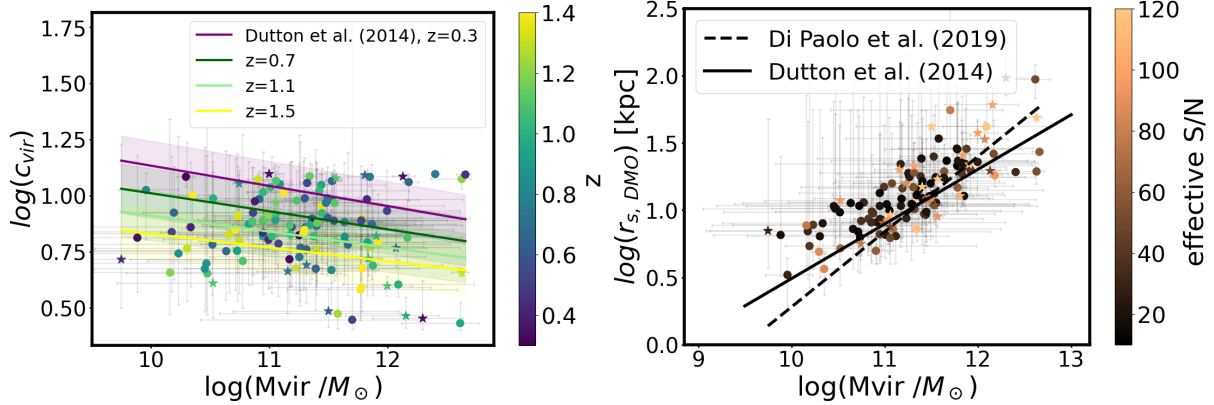 1.75
1.50
1.25
1.00
0.75
0.50
log(c_vir)
10
11
12
log(Mvir /M_⊙)
Dutton et al. (2014), z=0.3
z=0.7
z=1.1
z=1.5
1.4
1.2
1.0
0.8
0.6
0.4
z
2.5
2.0
1.5
1.0
0.5
0.0
log(r_s, DMO) [kpc]
9
10
11
12
13
log(Mvir /M_⊙)
Di Paolo et al. (2019)
Dutton et al. (2014)
120
100
80
60
40
20
effective S/N